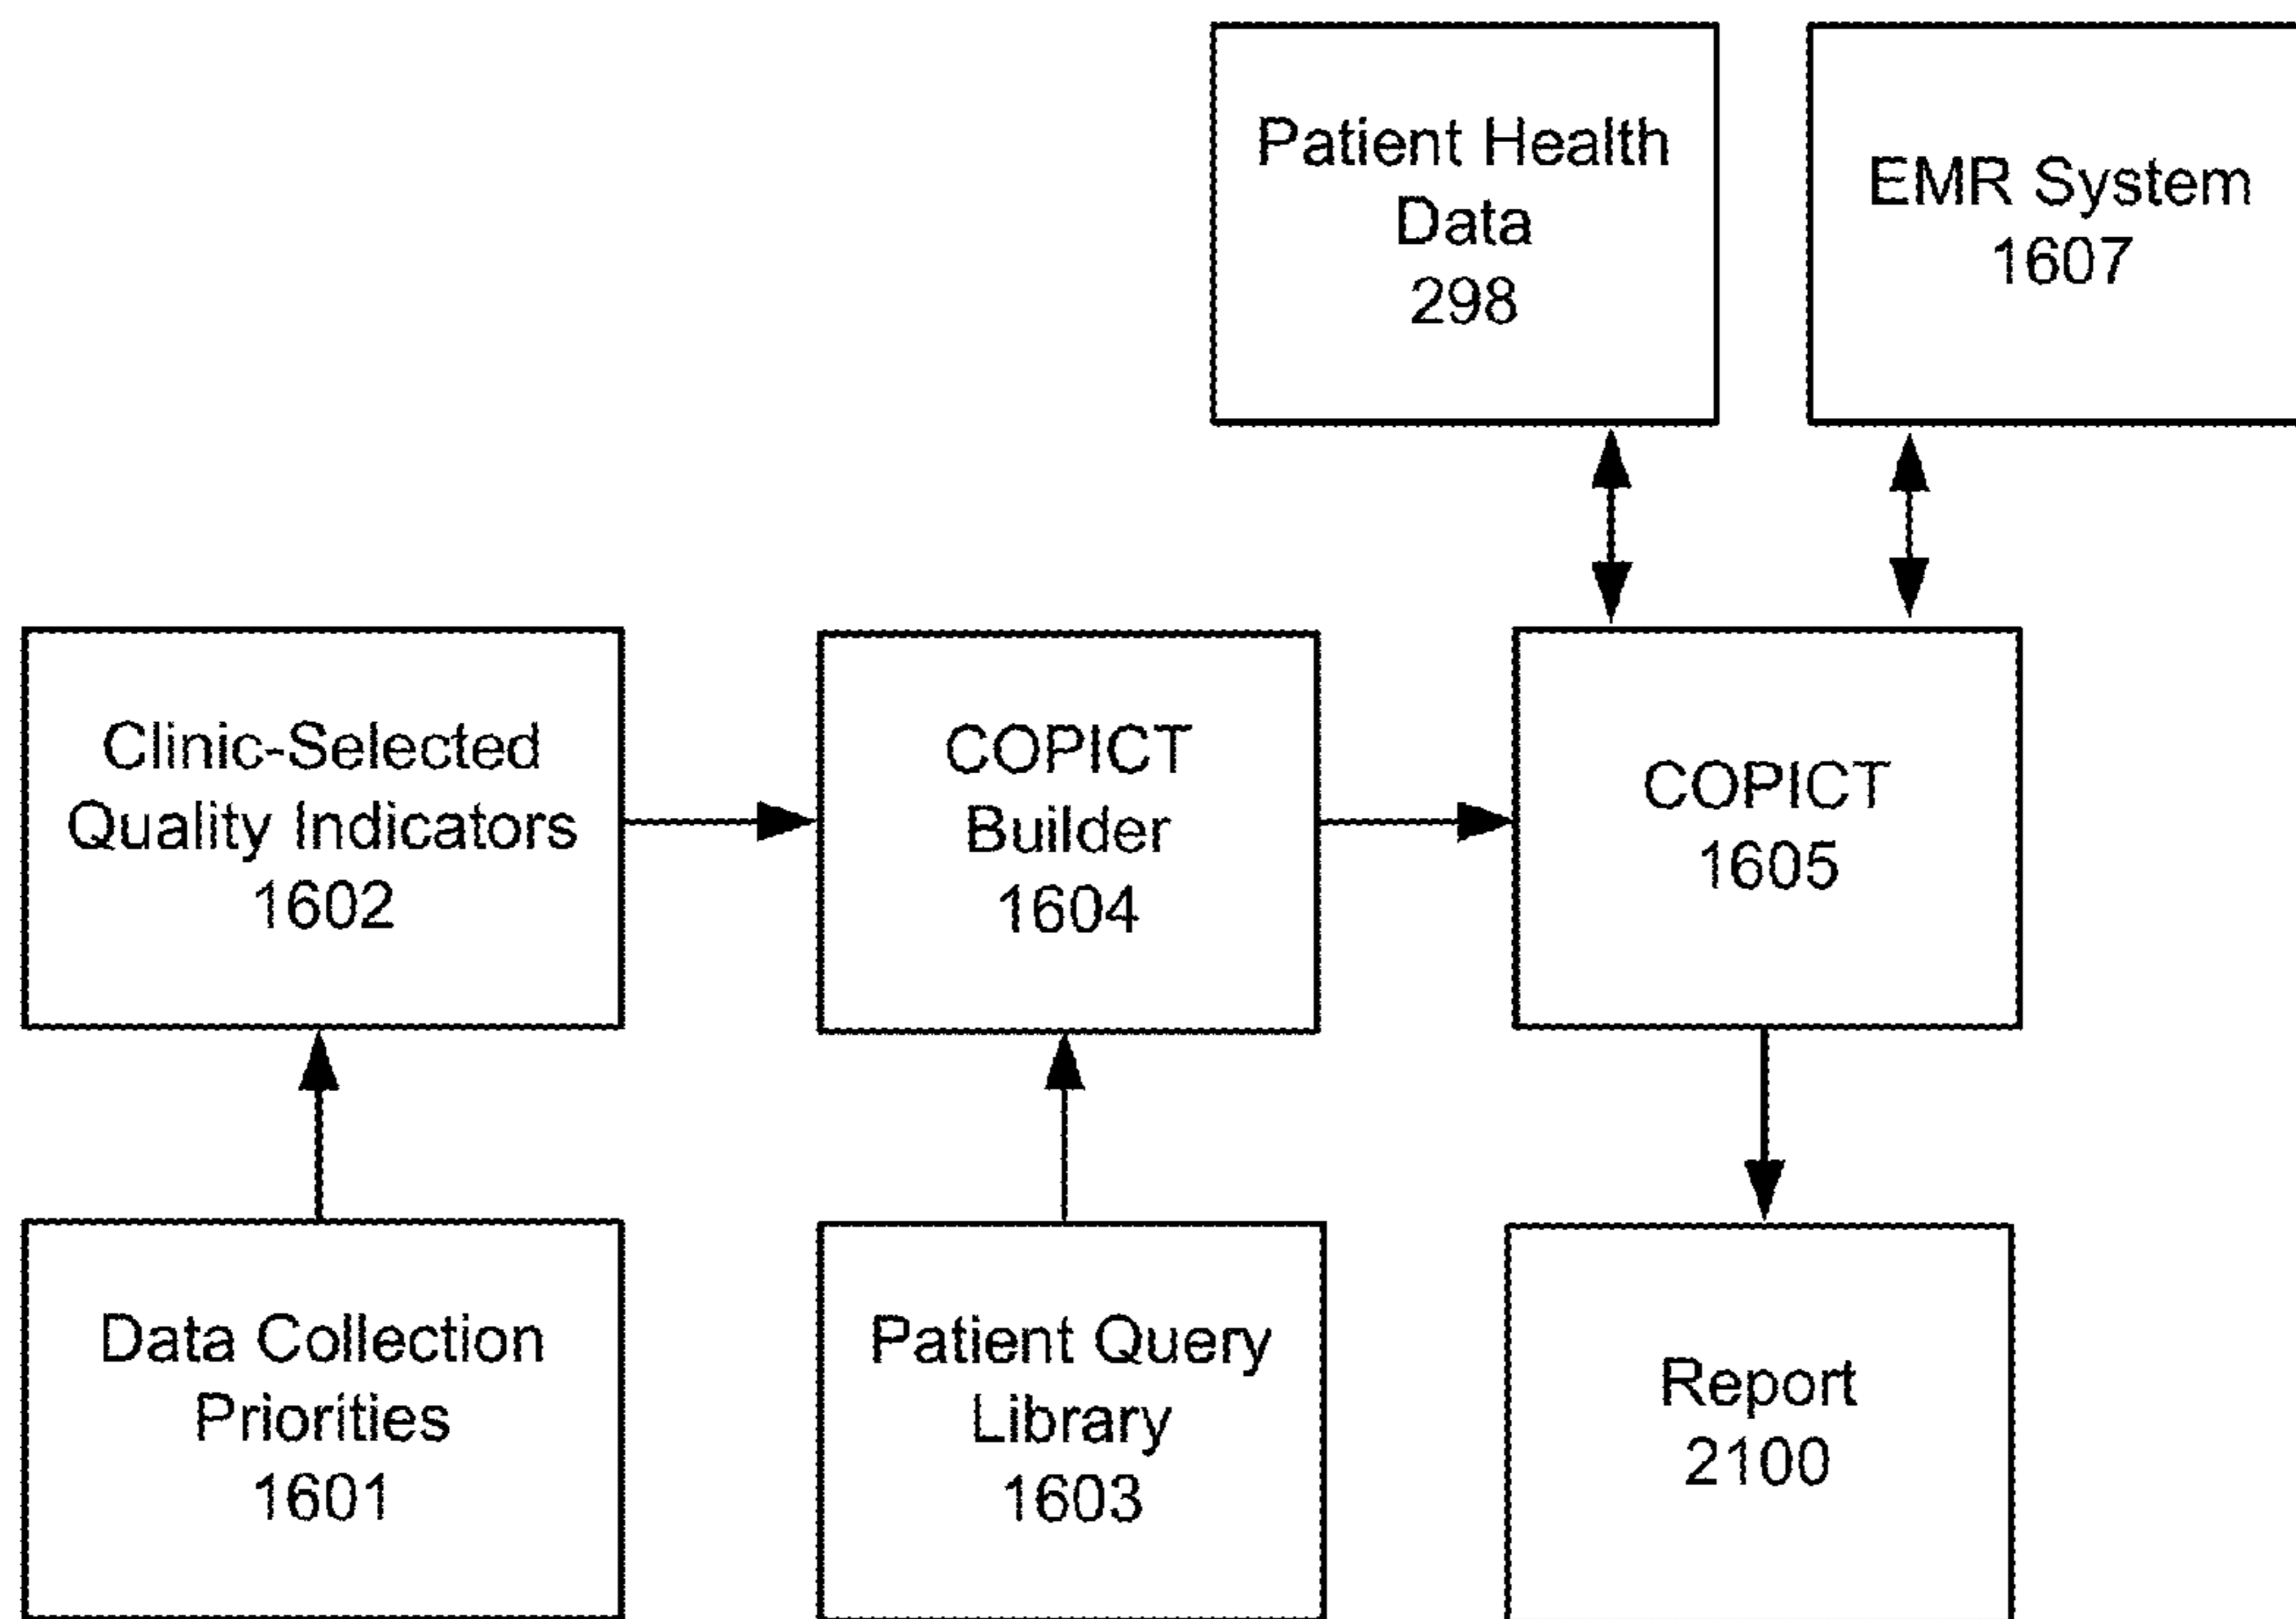 Patient Health
Data
298
EMR System
1607
Clinic-Selected
Quality Indicators
1602
COPICT
Builder
1604
COPICT
1605
Data Collection
Priorities
1601
Patient Query
Library
1603
Report
2100